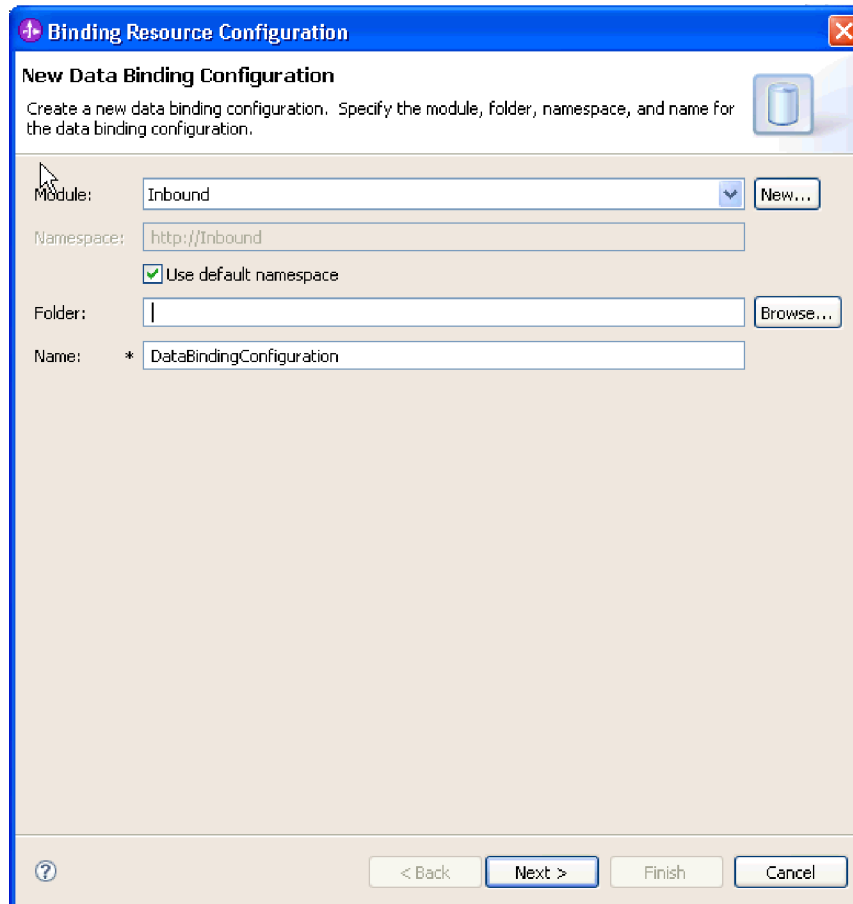 Binding Resource Configuration
New Data Binding Configuration
Create a new data binding configuration.  Specify the module, folder, namespace, and name for
the data binding configuration.
Module: Inbound New...
Namespace: http://Inbound
Use default namespace
Folder: Browse...
Name: * DataBindingConfiguration
? < Back Next > Finish Cancel